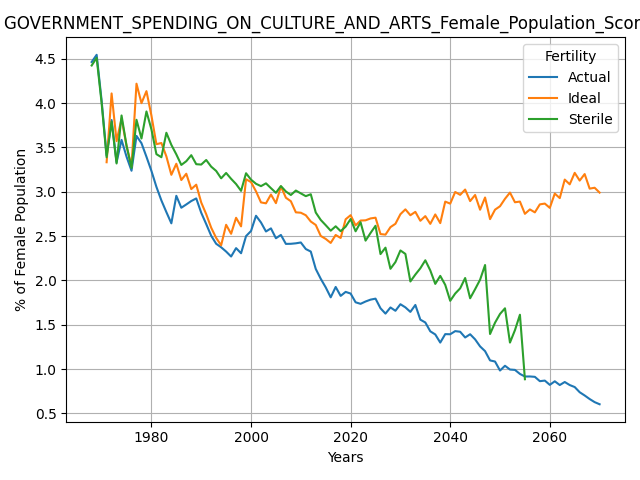 GOVERNMENT_SPENDING_ON_CULTURE_AND_ARTS_Female_Population_Scor
Fertility
Actual
Ideal
Sterile
% of Female Population
4.5
4.0
3.5
3.0
2.5
2.0
1.5
1.0
0.5
1980 2000 2020 2040 2060
Years